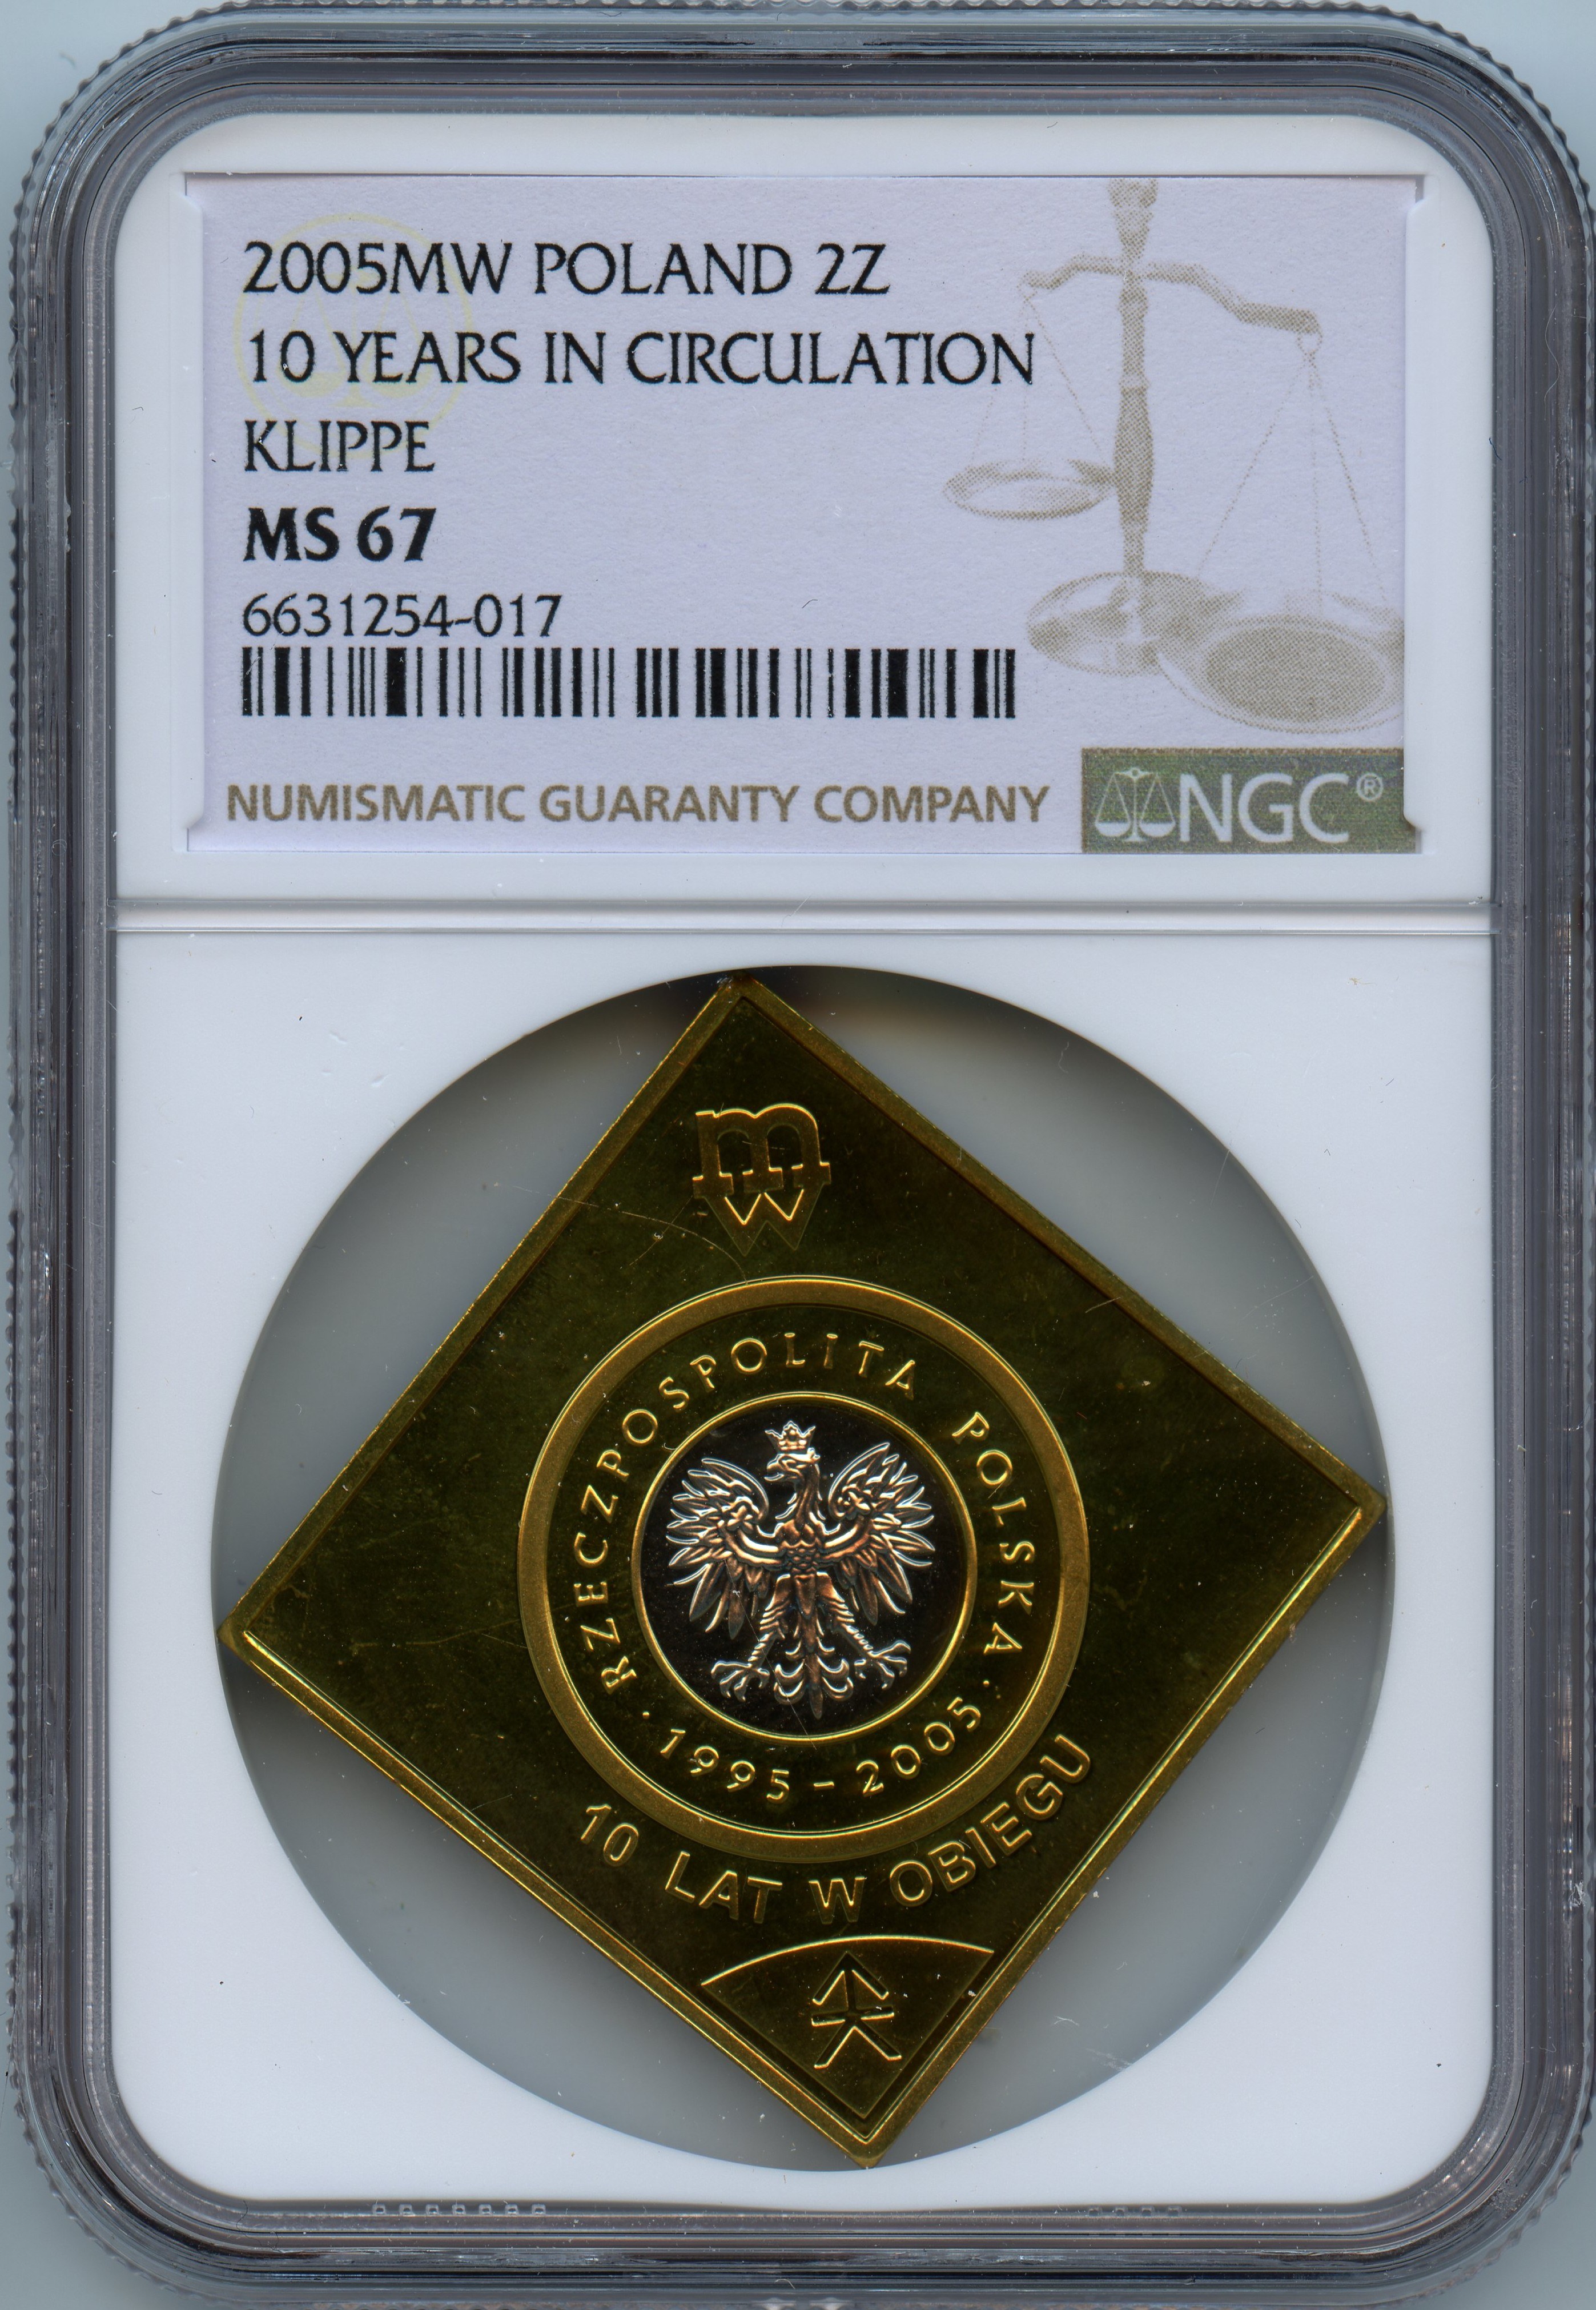 2005MW POLAND 2Z
10 YEARS IN CIRCULATION
KLIPPE
MS 67
6631254-017
NUMISMATIC GUARANTY COMPANY
NGC®
mw
RZECZPOSPOLITA POLSKA
· 1995 – 2005 ·
10 LAT W OBIEGU